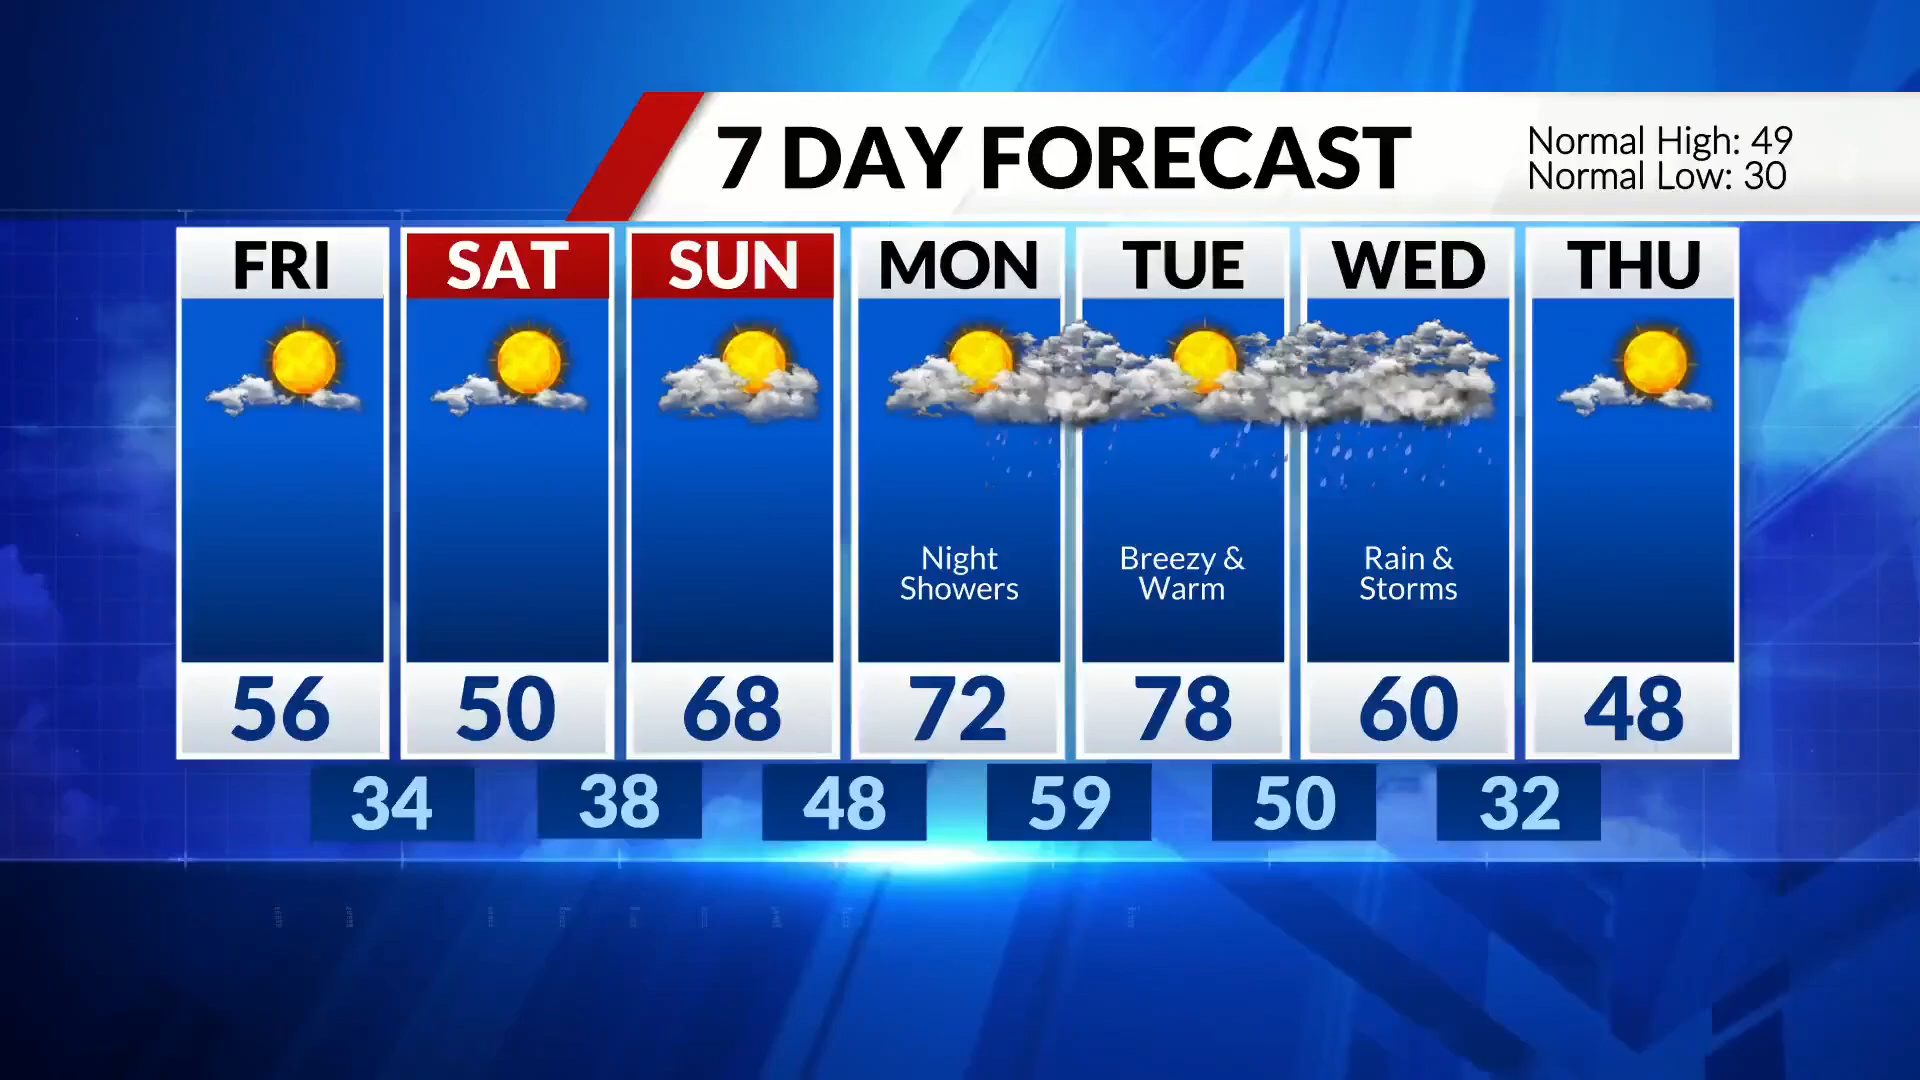 7 DAY FORECAST
Normal High: 49
Normal Low: 30
FRI
SAT
SUN
MON
TUE
WED
THU
Night
Showers
Breezy &
Warm
Rain &
Storms
56
50
68
72
78
60
48
34
38
48
59
50
32